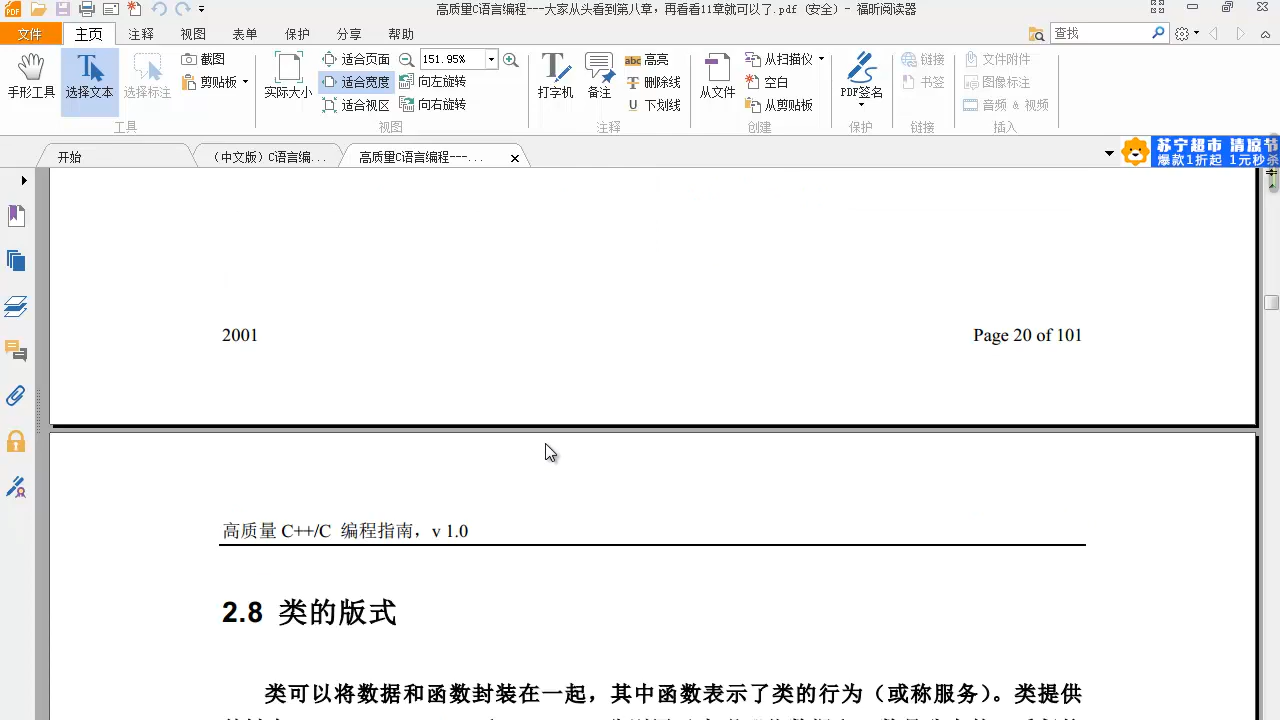 高质量C语言编程---大家从头看到第八章，再看看11章就可以了.pdf（安全）- 福昕阅读器
文件 主页 注释 视图 表单 保护 分享 帮助 查找
手形工具 选择文本 选择标注 截图 剪贴板 工具
实际大小 适合页面 适合宽度 适合视区 151.95% 向左旋转 向右旋转 视图
打字机 备注 高亮 删除线 下划线 注释
从文件 从扫描仪 空白 从剪贴板 创建
PDF签名 保护
链接 书签 链接
文件附件 图像标注 音频 & 视频 插入
开始 （中文版）C语言编... 高质量C语言编程---...
苏宁超市 清凉节
爆款1折起 1元秒杀
2001 Page 20 of 101
高质量 C++/C 编程指南，v 1.0
2.8 类的版式
类可以将数据和函数封装在一起，其中函数表示了类的行为（或称服务）。类提供